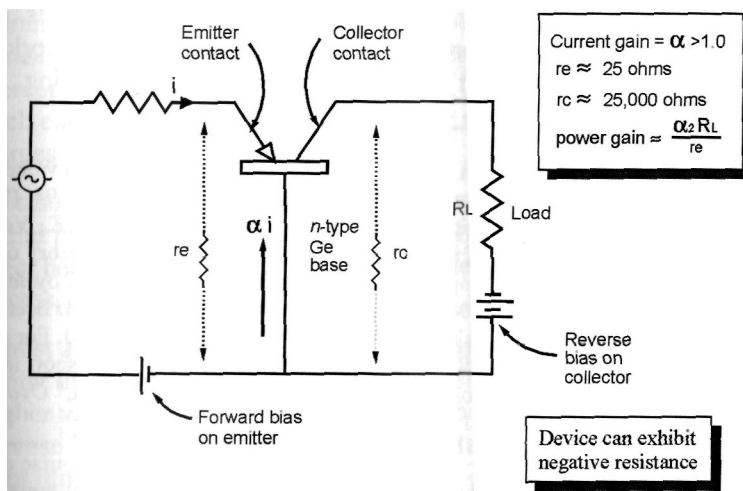 Emitter
contact
Collector
contact
i
re
α i
n-type
Ge
base
rc
RL
Load
Reverse
bias on
collector
Forward bias
on emitter
Current gain = α >1.0
re ≈ 25 ohms
rc ≈ 25,000 ohms
power gain ≈ α2 RL
re
Device can exhibit
negative resistance